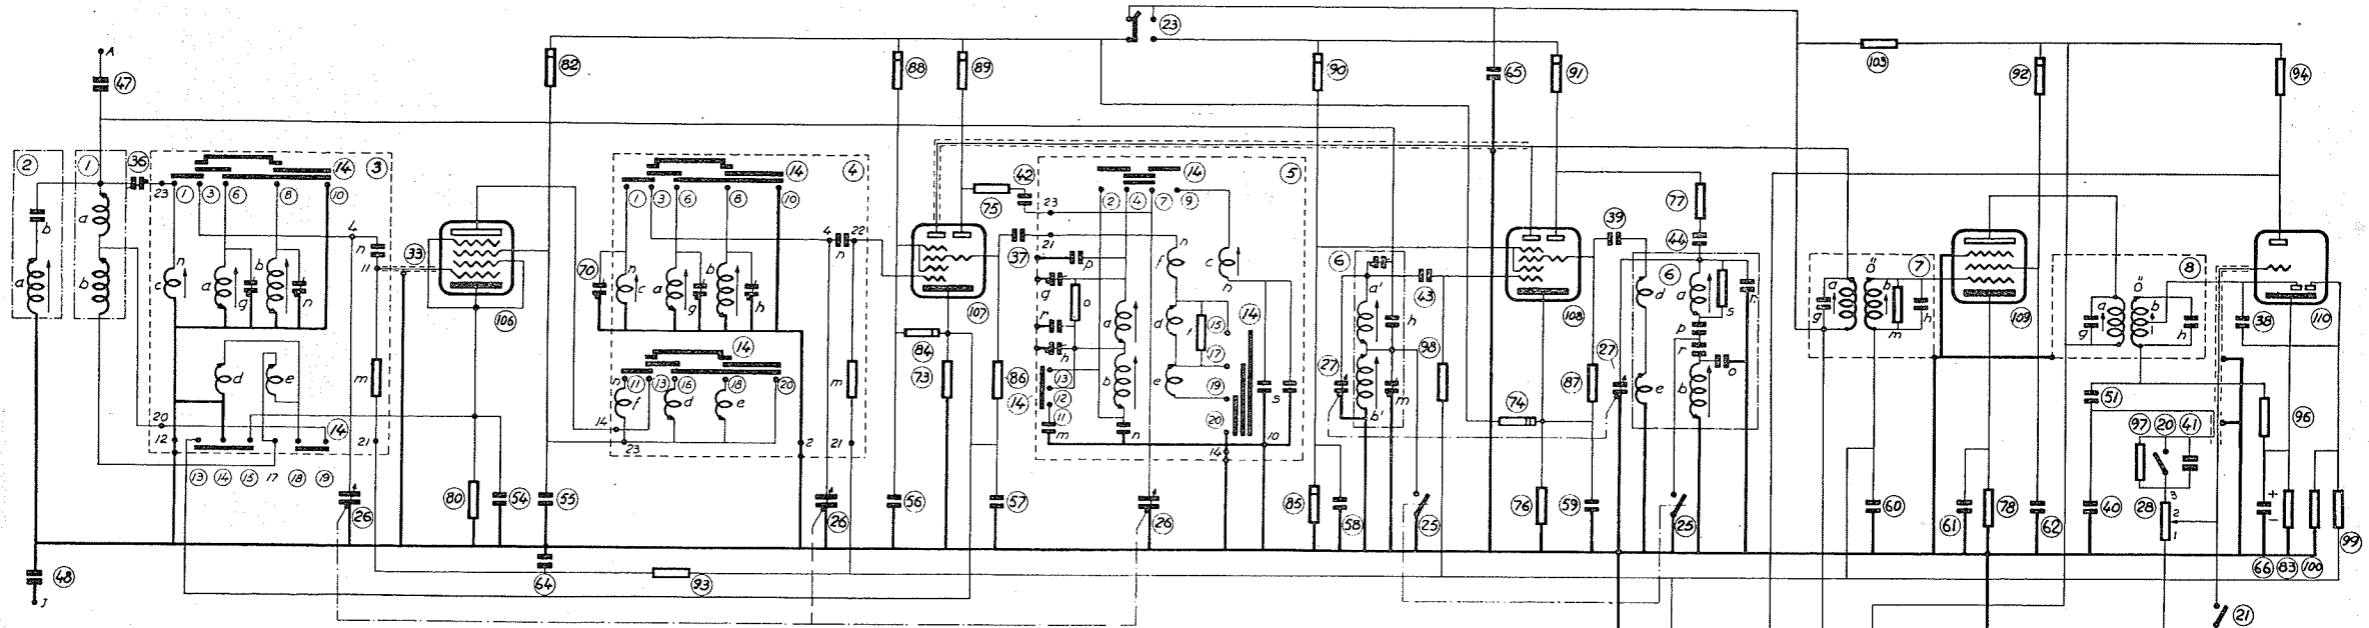 23
A
47
82
88
89
90
65
91
103
92
94
2
1
36
14
3
14
4
42
14
5
77
7
8
23
1
3
6
8
10
1
3
6
8
10
75
23
2
4
7
9
39
44
a
b
4
n
33
4
22
n
21
37
p
n
f
c
n
6
6
Ö
Ö
a
b
11
n
c
a
b
g
n
70
n
c
a
b
g
h
q
o
r
h
a
d
t
15
14
a'
43
h
d
a
s
r
p
r
g
a
b
m
h
g
a
b
h
38
110
106
107
108
109
84
14
73
86
17
27
98
87
27
o
d
e
m
n
11
13
16
18
20
m
14
13
12
11
b
e
19
s
b'
m
e
b
51
96
20
14
f
d
e
14
20
74
97
20
41
12
21
14
23
2
21
m
n
10
14
13
14
15
17
18
19
80
54
55
26
26
56
57
26
85
58
25
76
59
25
60
61
78
62
40
28
3
2
1
+
−
66
83
100
99
48
J
64
93
21